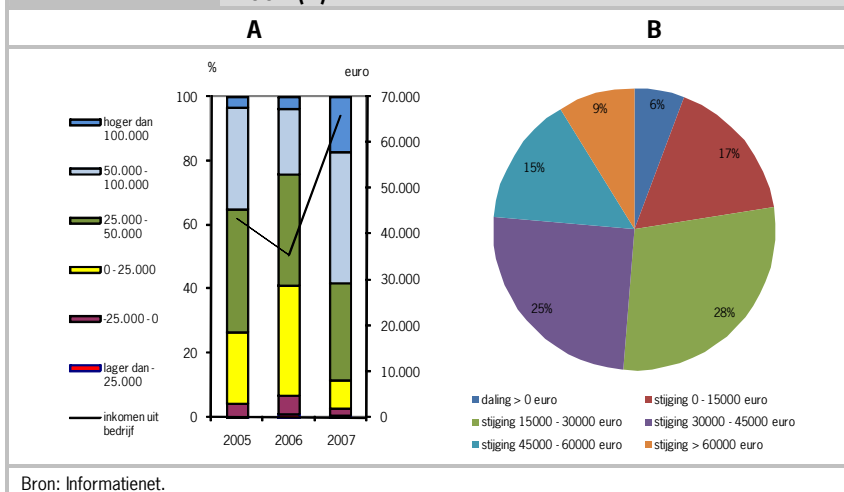 A
B
%
euro
100
80
60
40
20
0
70.000
60.000
50.000
40.000
30.000
20.000
10.000
0
2005
2006
2007
hoger dan
100.000
50.000 -
100.000
25.000 -
50.000
0 - 25.000
-25.000 - 0
lager dan -
25.000
inkomen uit
bedrijf
6%
17%
28%
25%
15%
9%
daling > 0 euro
stijging 0 - 15000 euro
stijging 15000 - 30000 euro
stijging 30000 - 45000 euro
stijging 45000 - 60000 euro
stijging > 60000 euro
Bron: Informatienet.